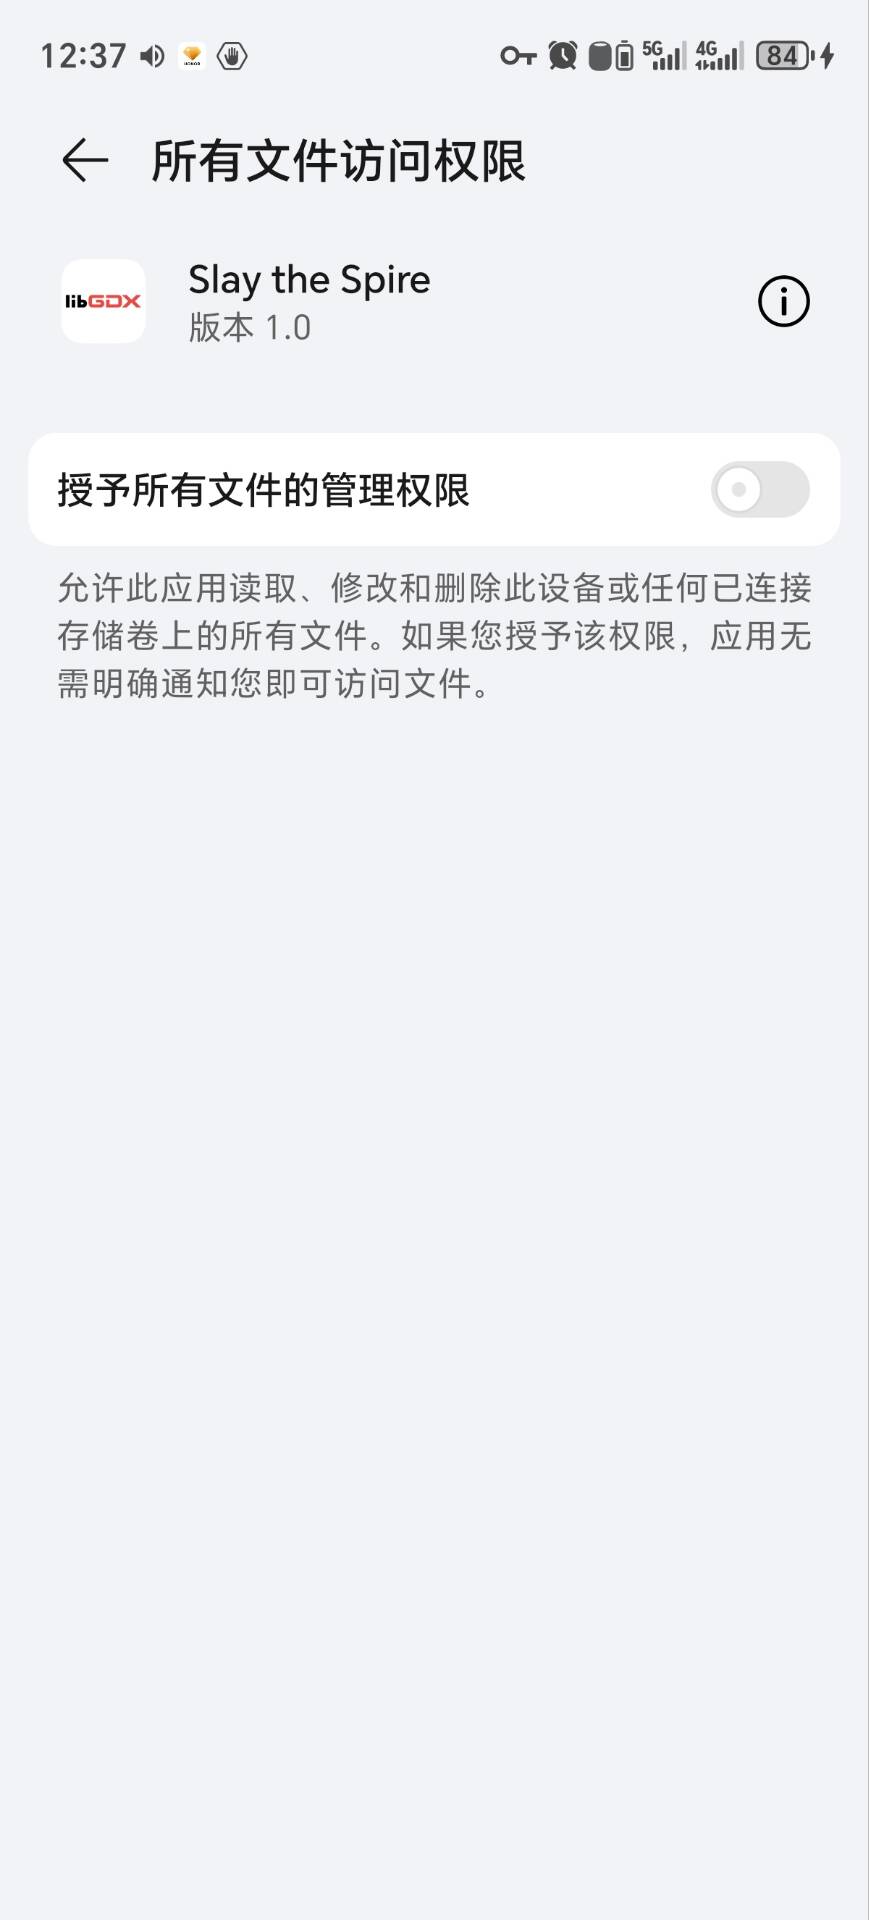 12:37
5G
4G
84
所有文件访问权限
libGDX
Slay the Spire
版本 1.0
授予所有文件的管理权限
允许此应用读取、修改和删除此设备或任何已连接
存储卷上的所有文件。如果您授予该权限，应用无
需明确通知您即可访问文件。